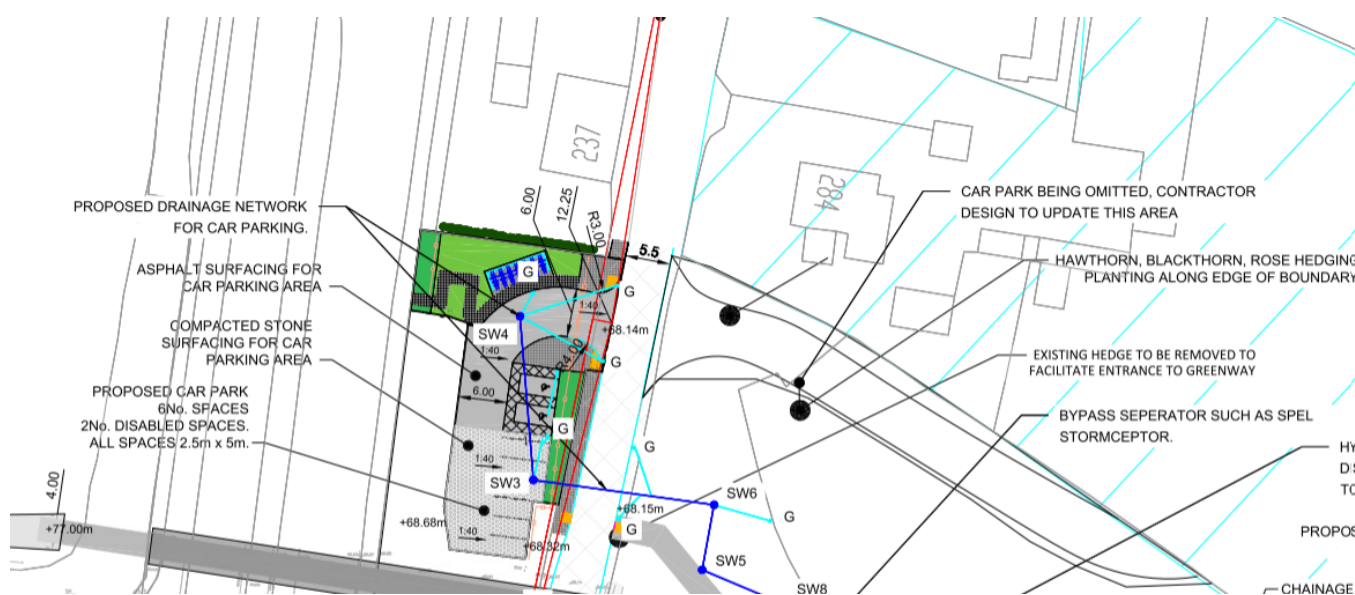 237
284
6.00
12.25
R3.00
5.5
PROPOSED DRAINAGE NETWORK
FOR CAR PARKING.
CAR PARK BEING OMITTED, CONTRACTOR
DESIGN TO UPDATE THIS AREA
ASPHALT SURFACING FOR
CAR PARKING AREA
HAWTHORN, BLACKTHORN, ROSE HEDGING
PLANTING ALONG EDGE OF BOUNDARY
G
G
1:40
+68.14m
COMPACTED STONE
SURFACING FOR CAR
PARKING AREA
SW4
1:40
R4.00
G
EXISTING HEDGE TO BE REMOVED TO
FACILITATE ENTRANCE TO GREENWAY
PROPOSED CAR PARK
6No. SPACES
2No. DISABLED SPACES.
ALL SPACES 2.5m x 5m.
6.00
G
G
BYPASS SEPERATOR SUCH AS SPEL
STORMCEPTOR.
1:40
SW3
4.00
+77.00m
+68.68m
1:40
+68.32m
+68.15m
SW6
G
G
SW5
SW8
HY
DIS
TO
PROPOS
CHAINAGE